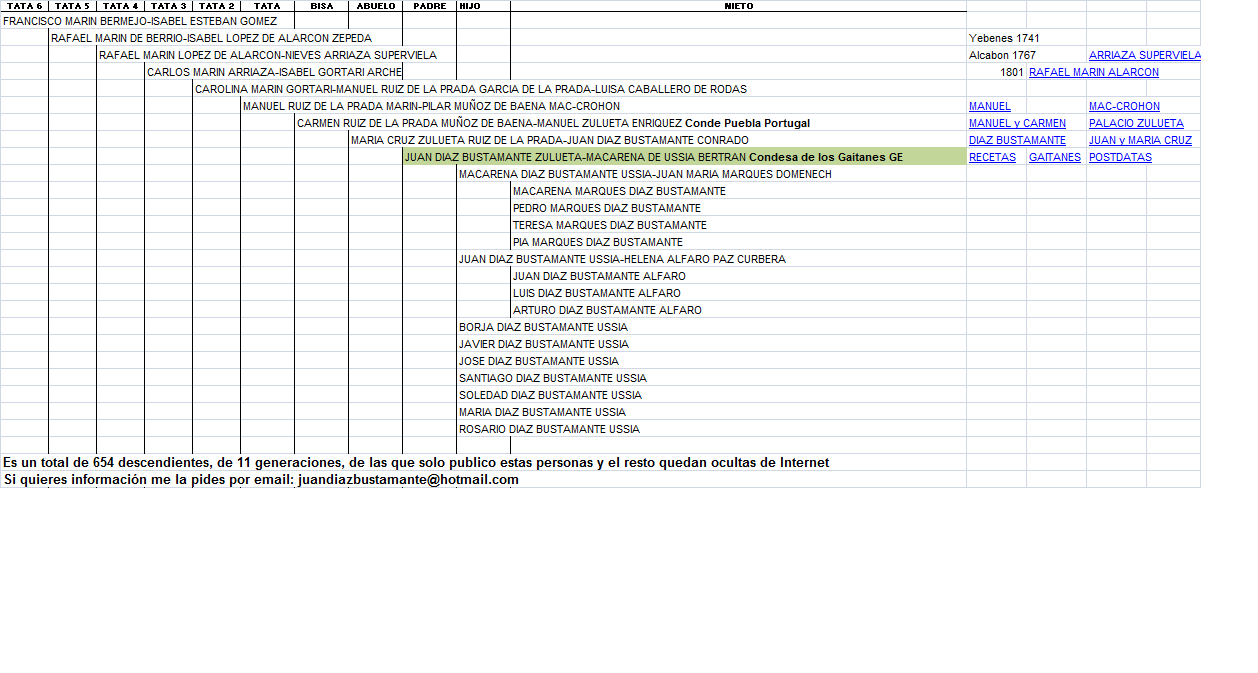 TATA 6 TATA 5 TATA 4 TATA 3 TATA 2 TATA BISA ABUELO PADRE HIJO NIETO
FRANCISCO MARIN BERMEJO-ISABEL ESTEBAN GOMEZ
RAFAEL MARIN DE BERRIO-ISABEL LOPEZ DE ALARCON ZEPEDA Yebenes 1741
RAFAEL MARIN LOPEZ DE ALARCON-NIEVES ARRIAZA SUPERVIELA Alcabon 1767 ARRIAZA SUPERVIELA
CARLOS MARIN ARRIAZA-ISABEL GORTARI ARCHE 1801 RAFAEL MARIN ALARCON
CAROLINA MARIN GORTARI-MANUEL RUIZ DE LA PRADA GARCIA DE LA PRADA-LUISA CABALLERO DE RODAS
MANUEL RUIZ DE LA PRADA MARIN-PILAR MUÑOZ DE BAENA MAC-CROHON MANUEL MAC-CROHON
CARMEN RUIZ DE LA PRADA MUÑOZ DE BAENA-MANUEL ZULUETA ENRIQUEZ Conde Puebla Portugal MANUEL y CARMEN PALACIO ZULUETA
MARIA CRUZ ZULUETA RUIZ DE LA PRADA-JUAN DIAZ BUSTAMANTE CONRADO DIAZ BUSTAMANTE JUAN y MARIA CRUZ
JUAN DIAZ BUSTAMANTE ZULUETA-MACARENA DE USSIA BERTRAN Condesa de los Gaitanes GE RECETAS GAITANES POSTDATAS
MACARENA DIAZ BUSTAMANTE USSIA-JUAN MARIA MARQUES DOMENECH
MACARENA MARQUES DIAZ BUSTAMANTE
PEDRO MARQUES DIAZ BUSTAMANTE
TERESA MARQUES DIAZ BUSTAMANTE
PIA MARQUES DIAZ BUSTAMANTE
JUAN DIAZ BUSTAMANTE USSIA-HELENA ALFARO PAZ CURBERA
JUAN DIAZ BUSTAMANTE ALFARO
LUIS DIAZ BUSTAMANTE ALFARO
ARTURO DIAZ BUSTAMANTE ALFARO
BORJA DIAZ BUSTAMANTE USSIA
JAVIER DIAZ BUSTAMANTE USSIA
JOSE DIAZ BUSTAMANTE USSIA
SANTIAGO DIAZ BUSTAMANTE USSIA
SOLEDAD DIAZ BUSTAMANTE USSIA
MARIA DIAZ BUSTAMANTE USSIA
ROSARIO DIAZ BUSTAMANTE USSIA
Es un total de 654 descendientes, de 11 generaciones, de las que solo publico estas personas y el resto quedan ocultas de Internet
Si quieres información me la pides por email: juandiazbustamante@hotmail.com